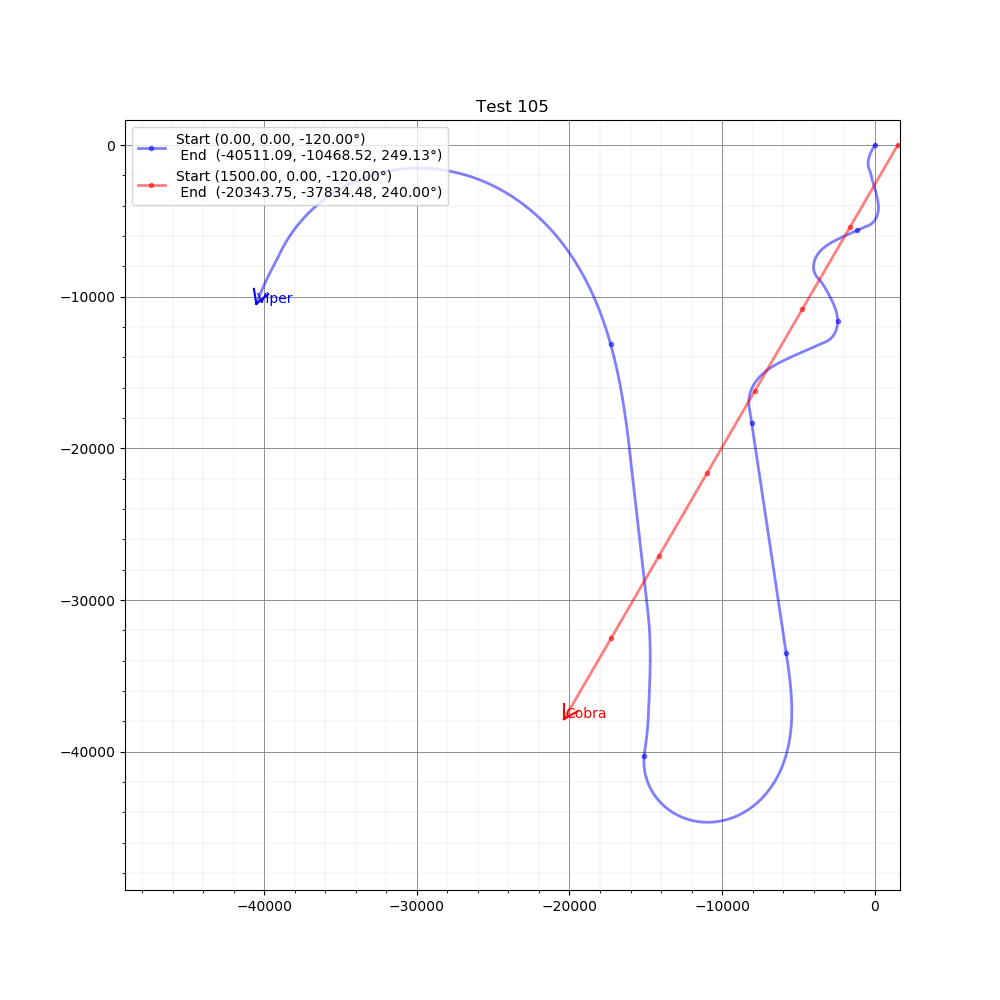 Test 105
Start (0.00, 0.00, -120.00°)
End  (-40511.09, -10468.52, 249.13°)
Start (1500.00, 0.00, -120.00°)
End  (-20343.75, -37834.48, 240.00°)
0
−10000
−20000
−30000
−40000
Viper
Cobra
−40000
−30000
−20000
−10000
0